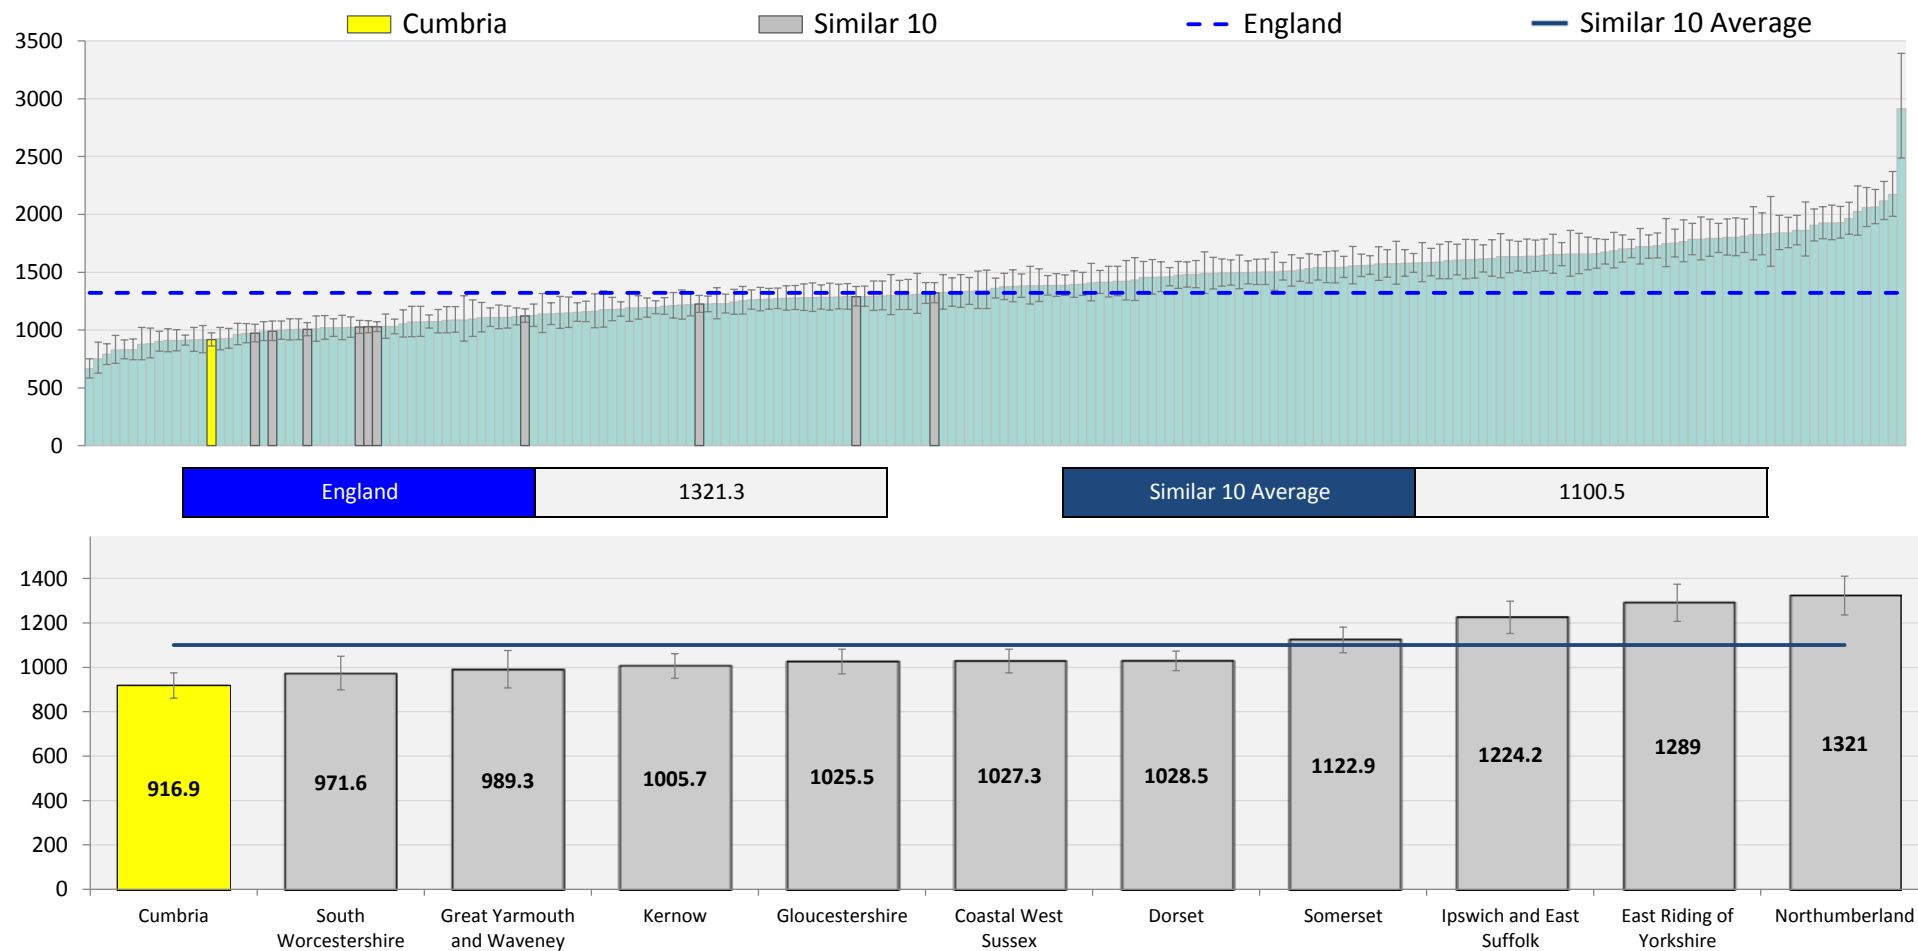 Cumbria
Similar 10
England
Similar 10 Average
3500
3000
2500
2000
1500
1000
500
0
England
1321.3
Similar 10 Average
1100.5
1400
1200
1000
800
600
400
200
0
916.9
971.6
989.3
1005.7
1025.5
1027.3
1028.5
1122.9
1224.2
1289
1321
Cumbria
South
Worcestershire
Great Yarmouth
and Waveney
Kernow
Gloucestershire
Coastal West
Sussex
Dorset
Somerset
Ipswich and East
Suffolk
East Riding of
Yorkshire
Northumberland